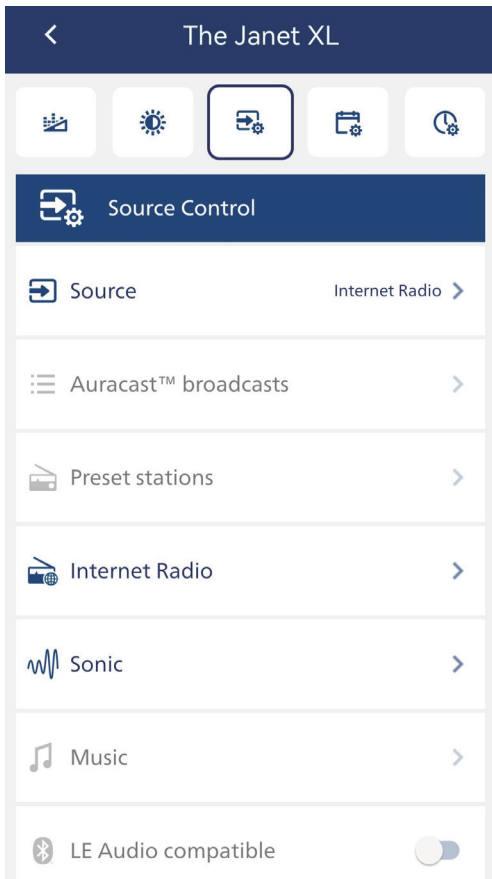 The Janet XL
Source Control
Source Internet Radio
Auracast™ broadcasts
Preset stations
Internet Radio
Sonic
Music
LE Audio compatible